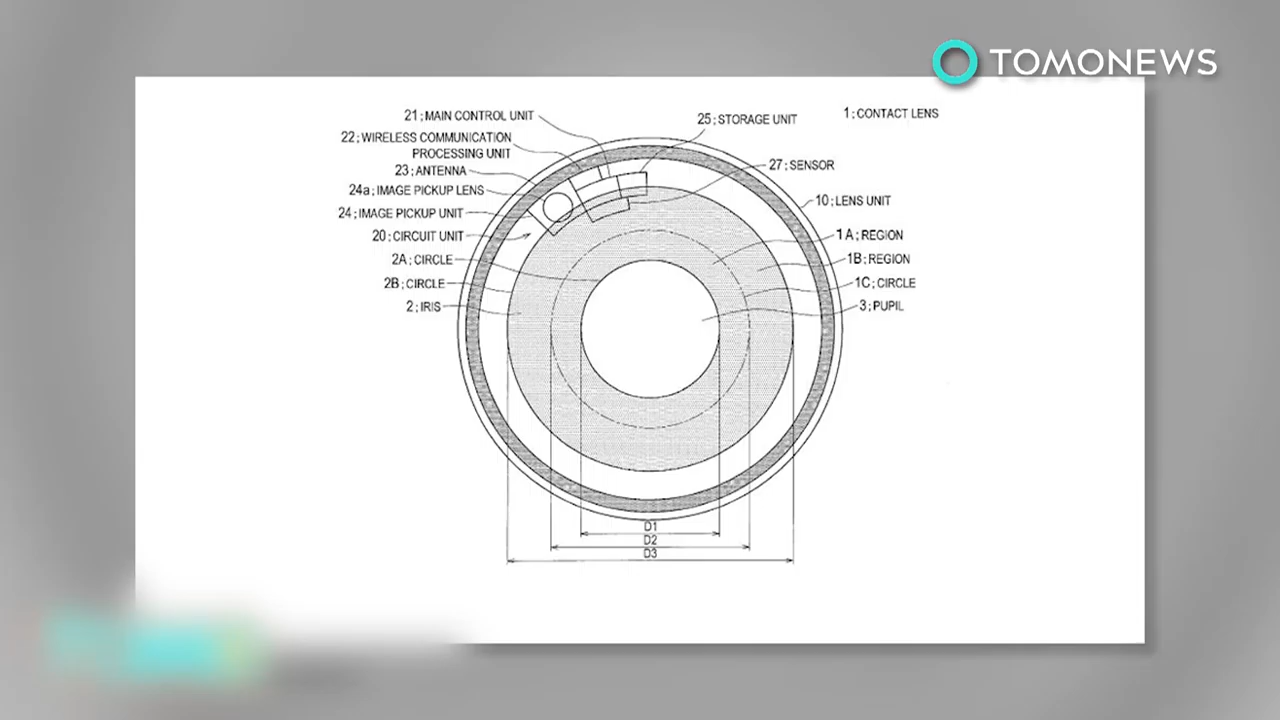 TOMONEWS
21; MAIN CONTROL UNIT
22; WIRELESS COMMUNICATION
PROCESSING UNIT
23; ANTENNA
24a; IMAGE PICKUP LENS
24; IMAGE PICKUP UNIT
20; CIRCUIT UNIT
2A; CIRCLE
2B; CIRCLE
2; IRIS
25; STORAGE UNIT
1; CONTACT LENS
27; SENSOR
10; LENS UNIT
1A; REGION
1B; REGION
1C; CIRCLE
3; PUPIL
D1
D2
D3